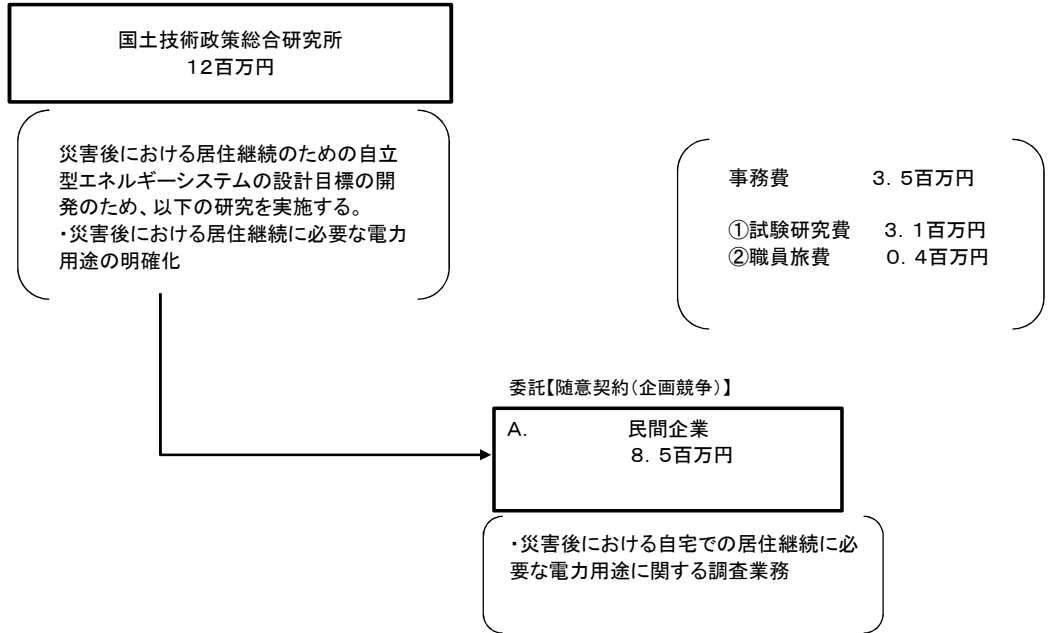 国土技術政策総合研究所
12百万円
災害後における居住継続のための自立
型エネルギーシステムの設計目標の開
発のため、以下の研究を実施する。
・災害後における居住継続に必要な電力
用途の明確化
事務費　　　　３．５百万円
①試験研究費　３．１百万円
②職員旅費　　０．４百万円
委託【随意契約（企画競争）】
Ａ．　　　　民間企業
８．５百万円
・災害後における自宅での居住継続に必
要な電力用途に関する調査業務